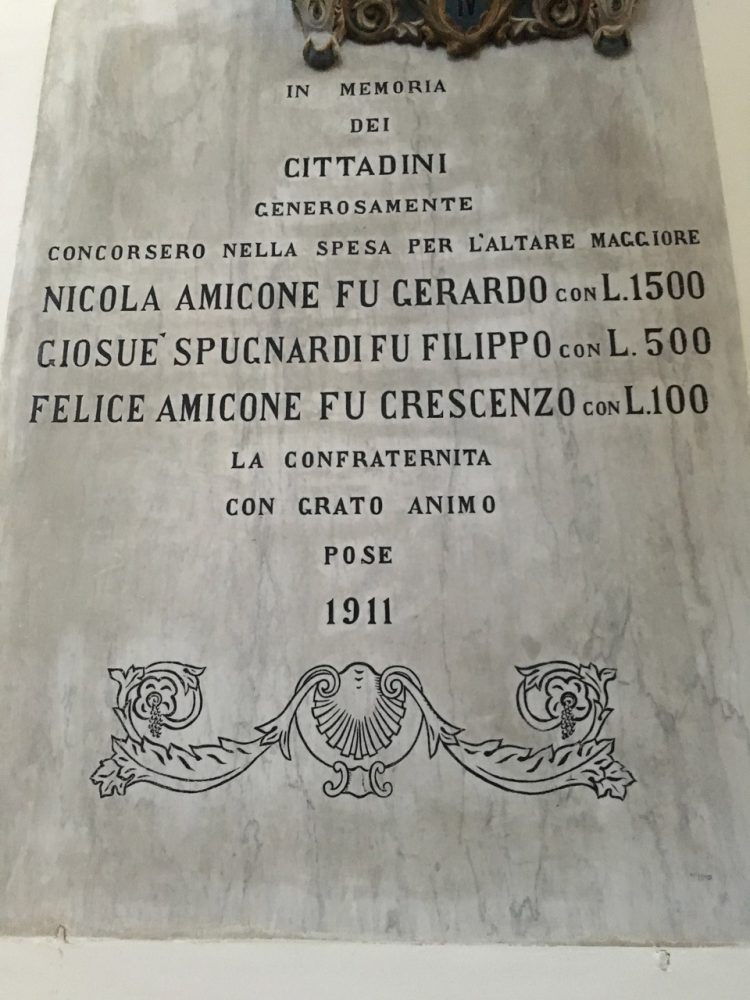 IV
IN MEMORIA
DEI
CITTADINI
GENEROSAMENTE
CONCORSERO NELLA SPESA PER L'ALTARE MAGGIORE
NICOLA AMICONE FU GERARDO CON L.1500
GIOSUE' SPUGNARDI FU FILIPPO CON L. 500
FELICE AMICONE FU CRESCENZO CON L.100
LA CONFRATERNITA
CON GRATO ANIMO
POSE
1911